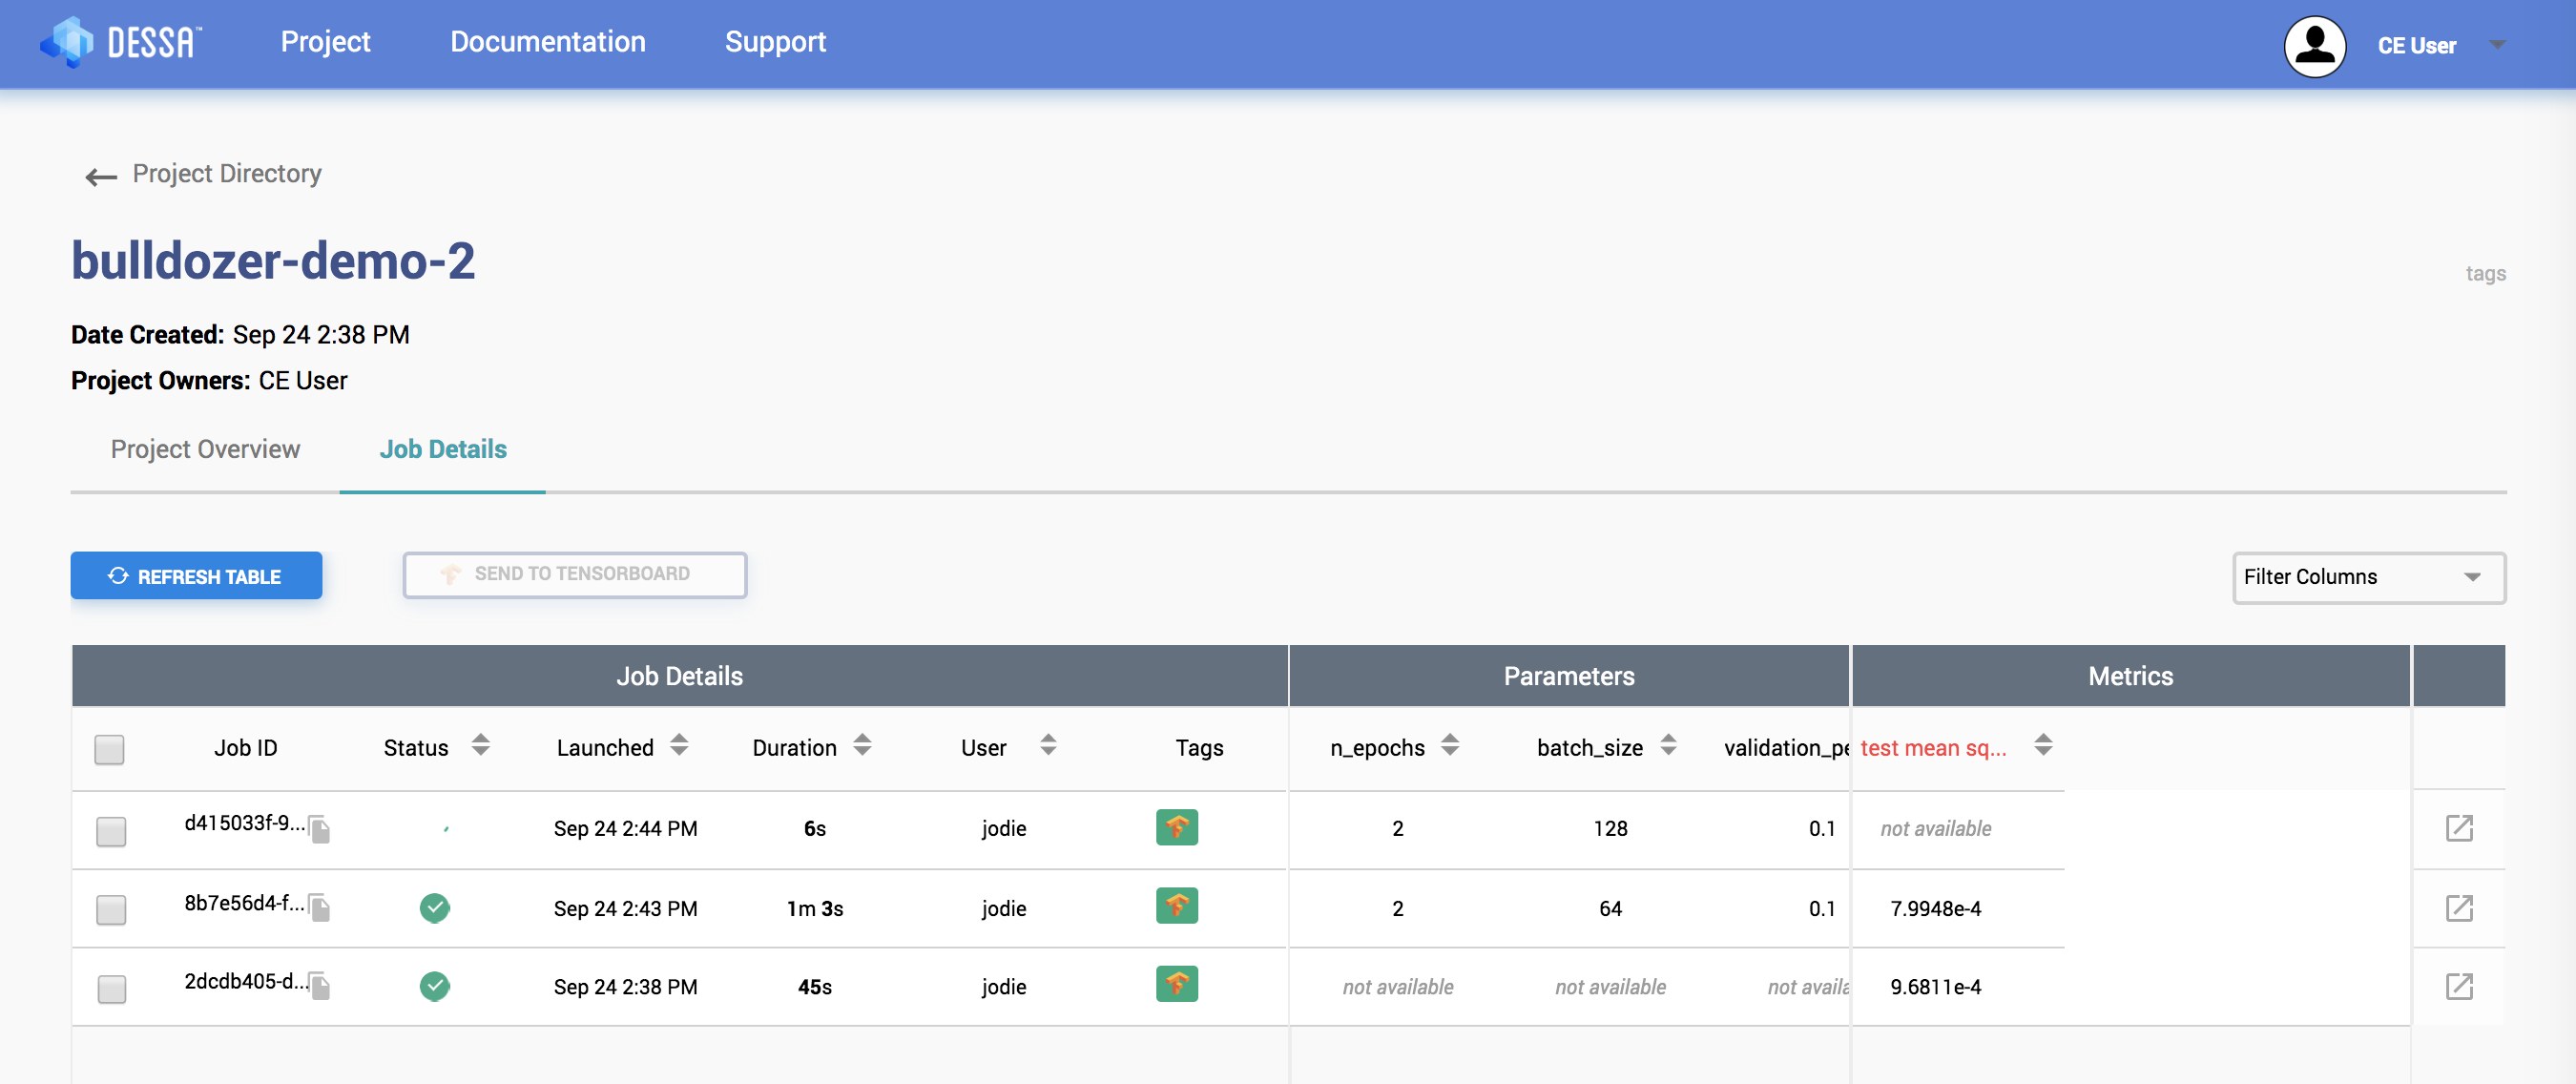 DESSA™ Project Documentation Support CE User
Project Directory
bulldozer-demo-2
tags
Date Created: Sep 24 2:38 PM
Project Owners: CE User
Project Overview Job Details
REFRESH TABLE SEND TO TENSORBOARD Filter Columns
Job Details Parameters Metrics
Job ID Status Launched Duration User Tags n_epochs batch_size validation_pe test mean sq...
d415033f-9... Sep 24 2:44 PM 6s jodie 2 128 0.1 not available
8b7e56d4-f... Sep 24 2:43 PM 1m 3s jodie 2 64 0.1 7.9948e-4
2dcdb405-d... Sep 24 2:38 PM 45s jodie not available not available not availa 9.6811e-4